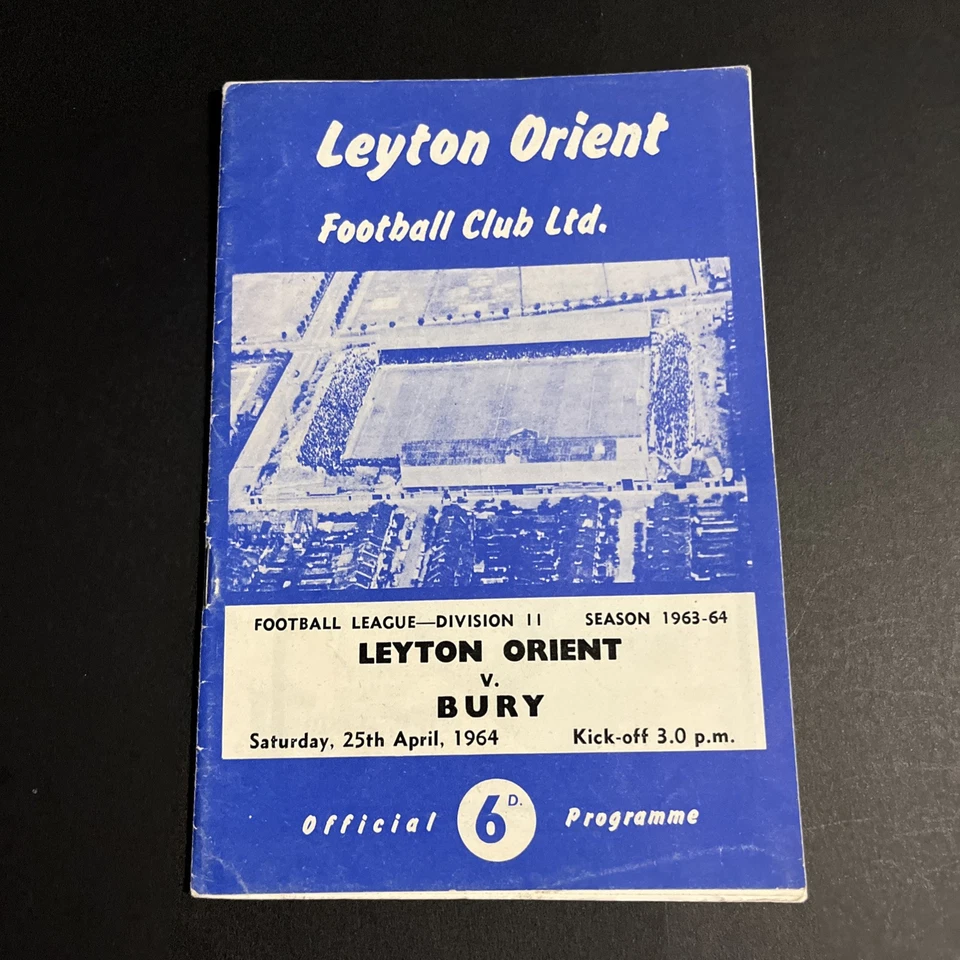 Leyton Orient
Football Club Ltd.
FOOTBALL LEAGUE—DIVISION 11 SEASON 1963-64
LEYTON ORIENT
v.
BURY
Saturday, 25th April, 1964 Kick-off 3.0 p.m.
Official 6D. Programme